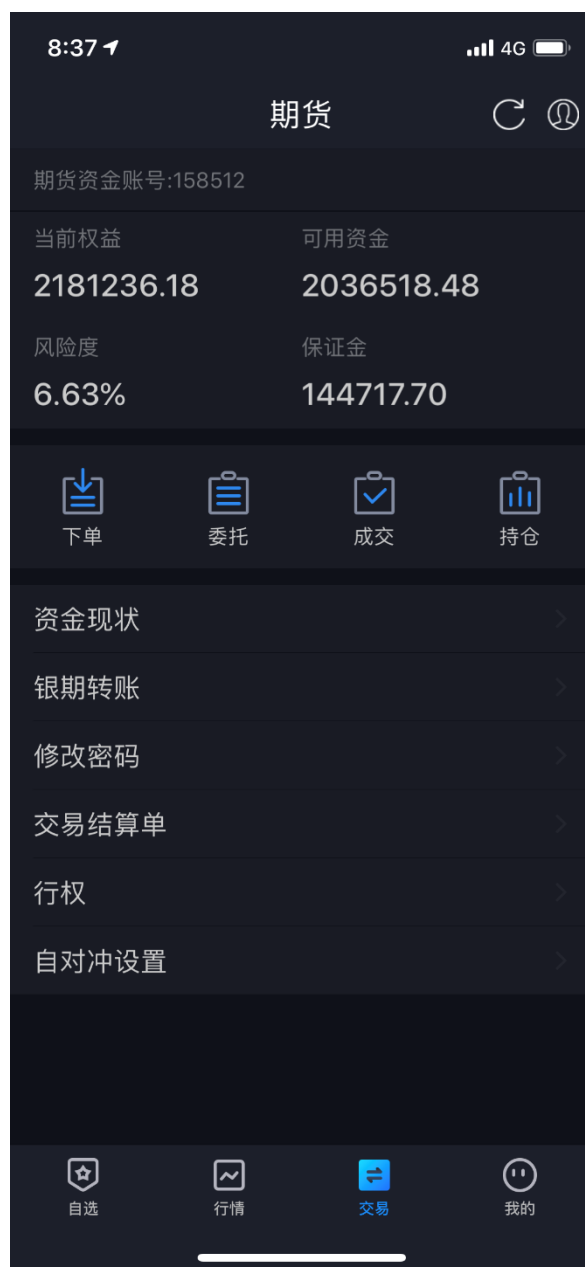 8:37 4G
期货
期货资金账号:158512
当前权益 可用资金
2181236.18 2036518.48
风险度 保证金
6.63% 144717.70
下单 委托 成交 持仓
资金现状
银期转账
修改密码
交易结算单
行权
自对冲设置
自选 行情 交易 我的